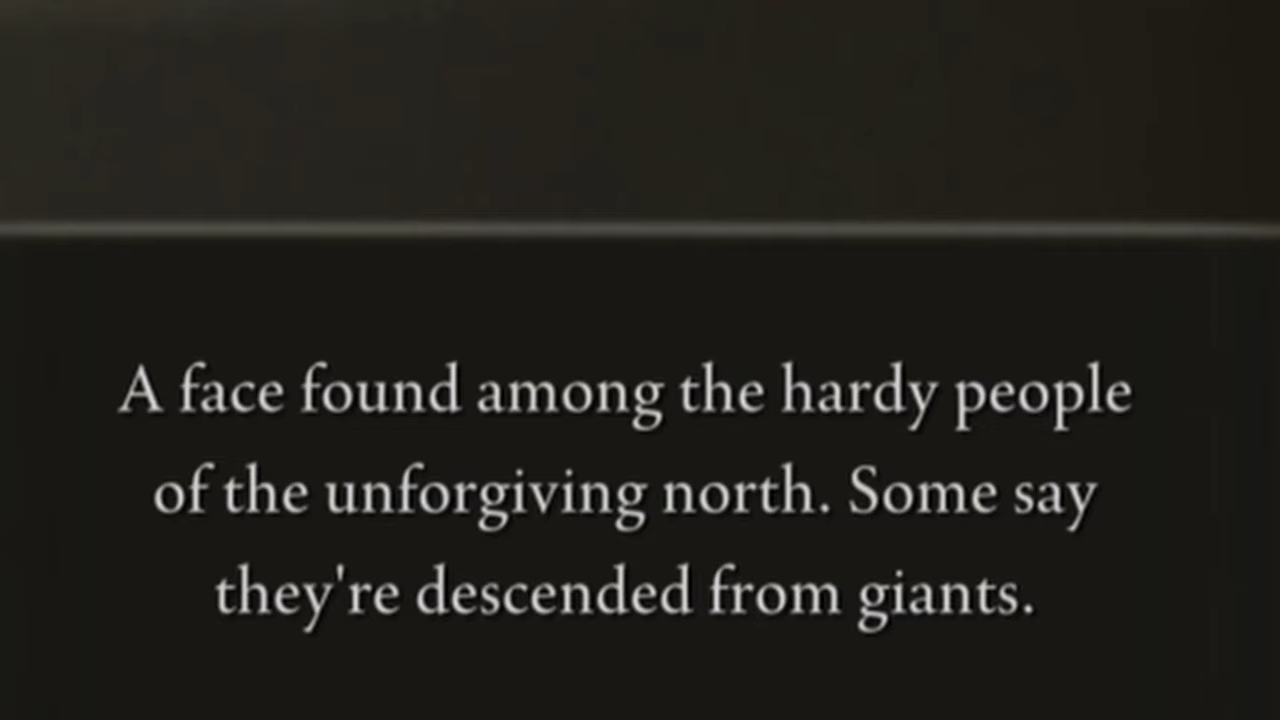 A face found among the hardy people
of the unforgiving north. Some say
they're descended from giants.